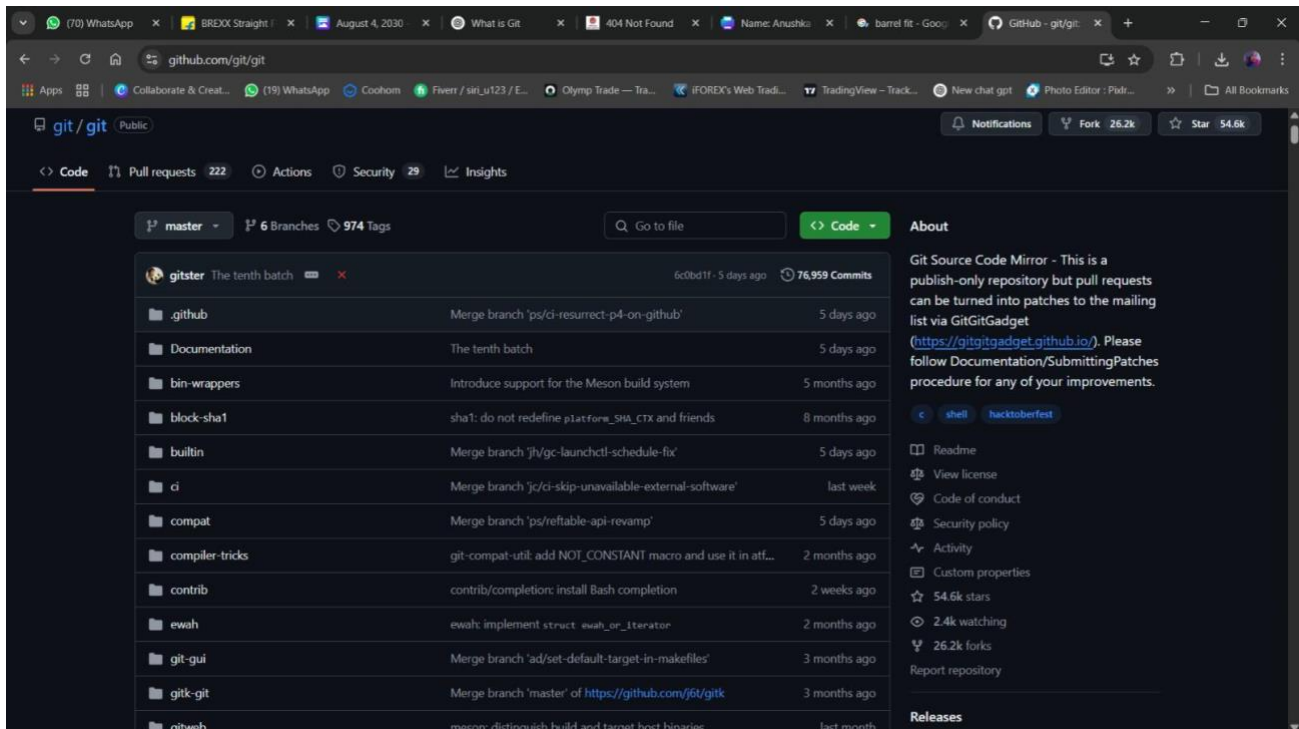 (70) WhatsApp
BREXX Straight F
August 4, 2030
What is Git
404 Not Found
Name: Anushka
barrel fit - Goog
GitHub - git/git:
github.com/git/git
Apps
Collaborate & Creat...
(19) WhatsApp
Coohom
Fiverr / siri_u123 / E...
Olymp Trade — Tra...
iFOREX's Web Tradi...
TradingView – Track...
New chat gpt
Photo Editor : Pixlr...
»
All Bookmarks
git / git Public
Notifications
Fork 26.2k
Star 54.6k
<> Code
Pull requests 222
Actions
Security 29
Insights
master
6 Branches
974 Tags
Go to file
<> Code
gitster The tenth batch
6c0bd1f · 5 days ago
76,959 Commits
.github Merge branch 'ps/ci-resurrect-p4-on-github' 5 days ago
Documentation The tenth batch 5 days ago
bin-wrappers Introduce support for the Meson build system 5 months ago
block-sha1 sha1: do not redefine platform_SHA_CTX and friends 8 months ago
builtin Merge branch 'jh/gc-launchctl-schedule-fix' 5 days ago
ci Merge branch 'jc/ci-skip-unavailable-external-software' last week
compat Merge branch 'ps/reftable-api-revamp' 5 days ago
compiler-tricks git-compat-util: add NOT_CONSTANT macro and use it in atf... 2 months ago
contrib contrib/completion: install Bash completion 2 weeks ago
ewah ewah: implement struct ewah_or_iterator 2 months ago
git-gui Merge branch 'ad/set-default-target-in-makefiles' 3 months ago
gitk-git Merge branch 'master' of https://github.com/j6t/gitk 3 months ago
gitweb meson: distinguish build and target host binaries last month
About
Git Source Code Mirror - This is a
publish-only repository but pull requests
can be turned into patches to the mailing
list via GitGitGadget
(https://gitgitgadget.github.io/). Please
follow Documentation/SubmittingPatches
procedure for any of your improvements.
c shell hacktoberfest
Readme
View license
Code of conduct
Security policy
Activity
Custom properties
54.6k stars
2.4k watching
26.2k forks
Report repository
Releases